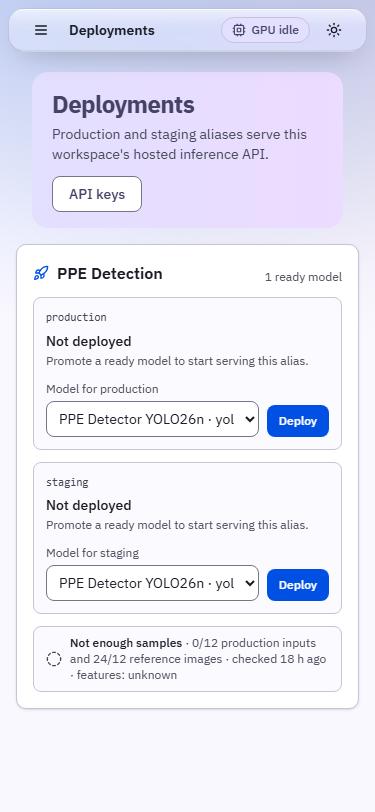 Deployments
GPU idle
Deployments
Production and staging aliases serve this
workspace's hosted inference API.
API keys
PPE Detection
1 ready model
production
Not deployed
Promote a ready model to start serving this alias.
Model for production
PPE Detector YOLO26n · yol
Deploy
staging
Not deployed
Promote a ready model to start serving this alias.
Model for staging
PPE Detector YOLO26n · yol
Deploy
Not enough samples · 0/12 production inputs
and 24/12 reference images · checked 18 h ago
· features: unknown